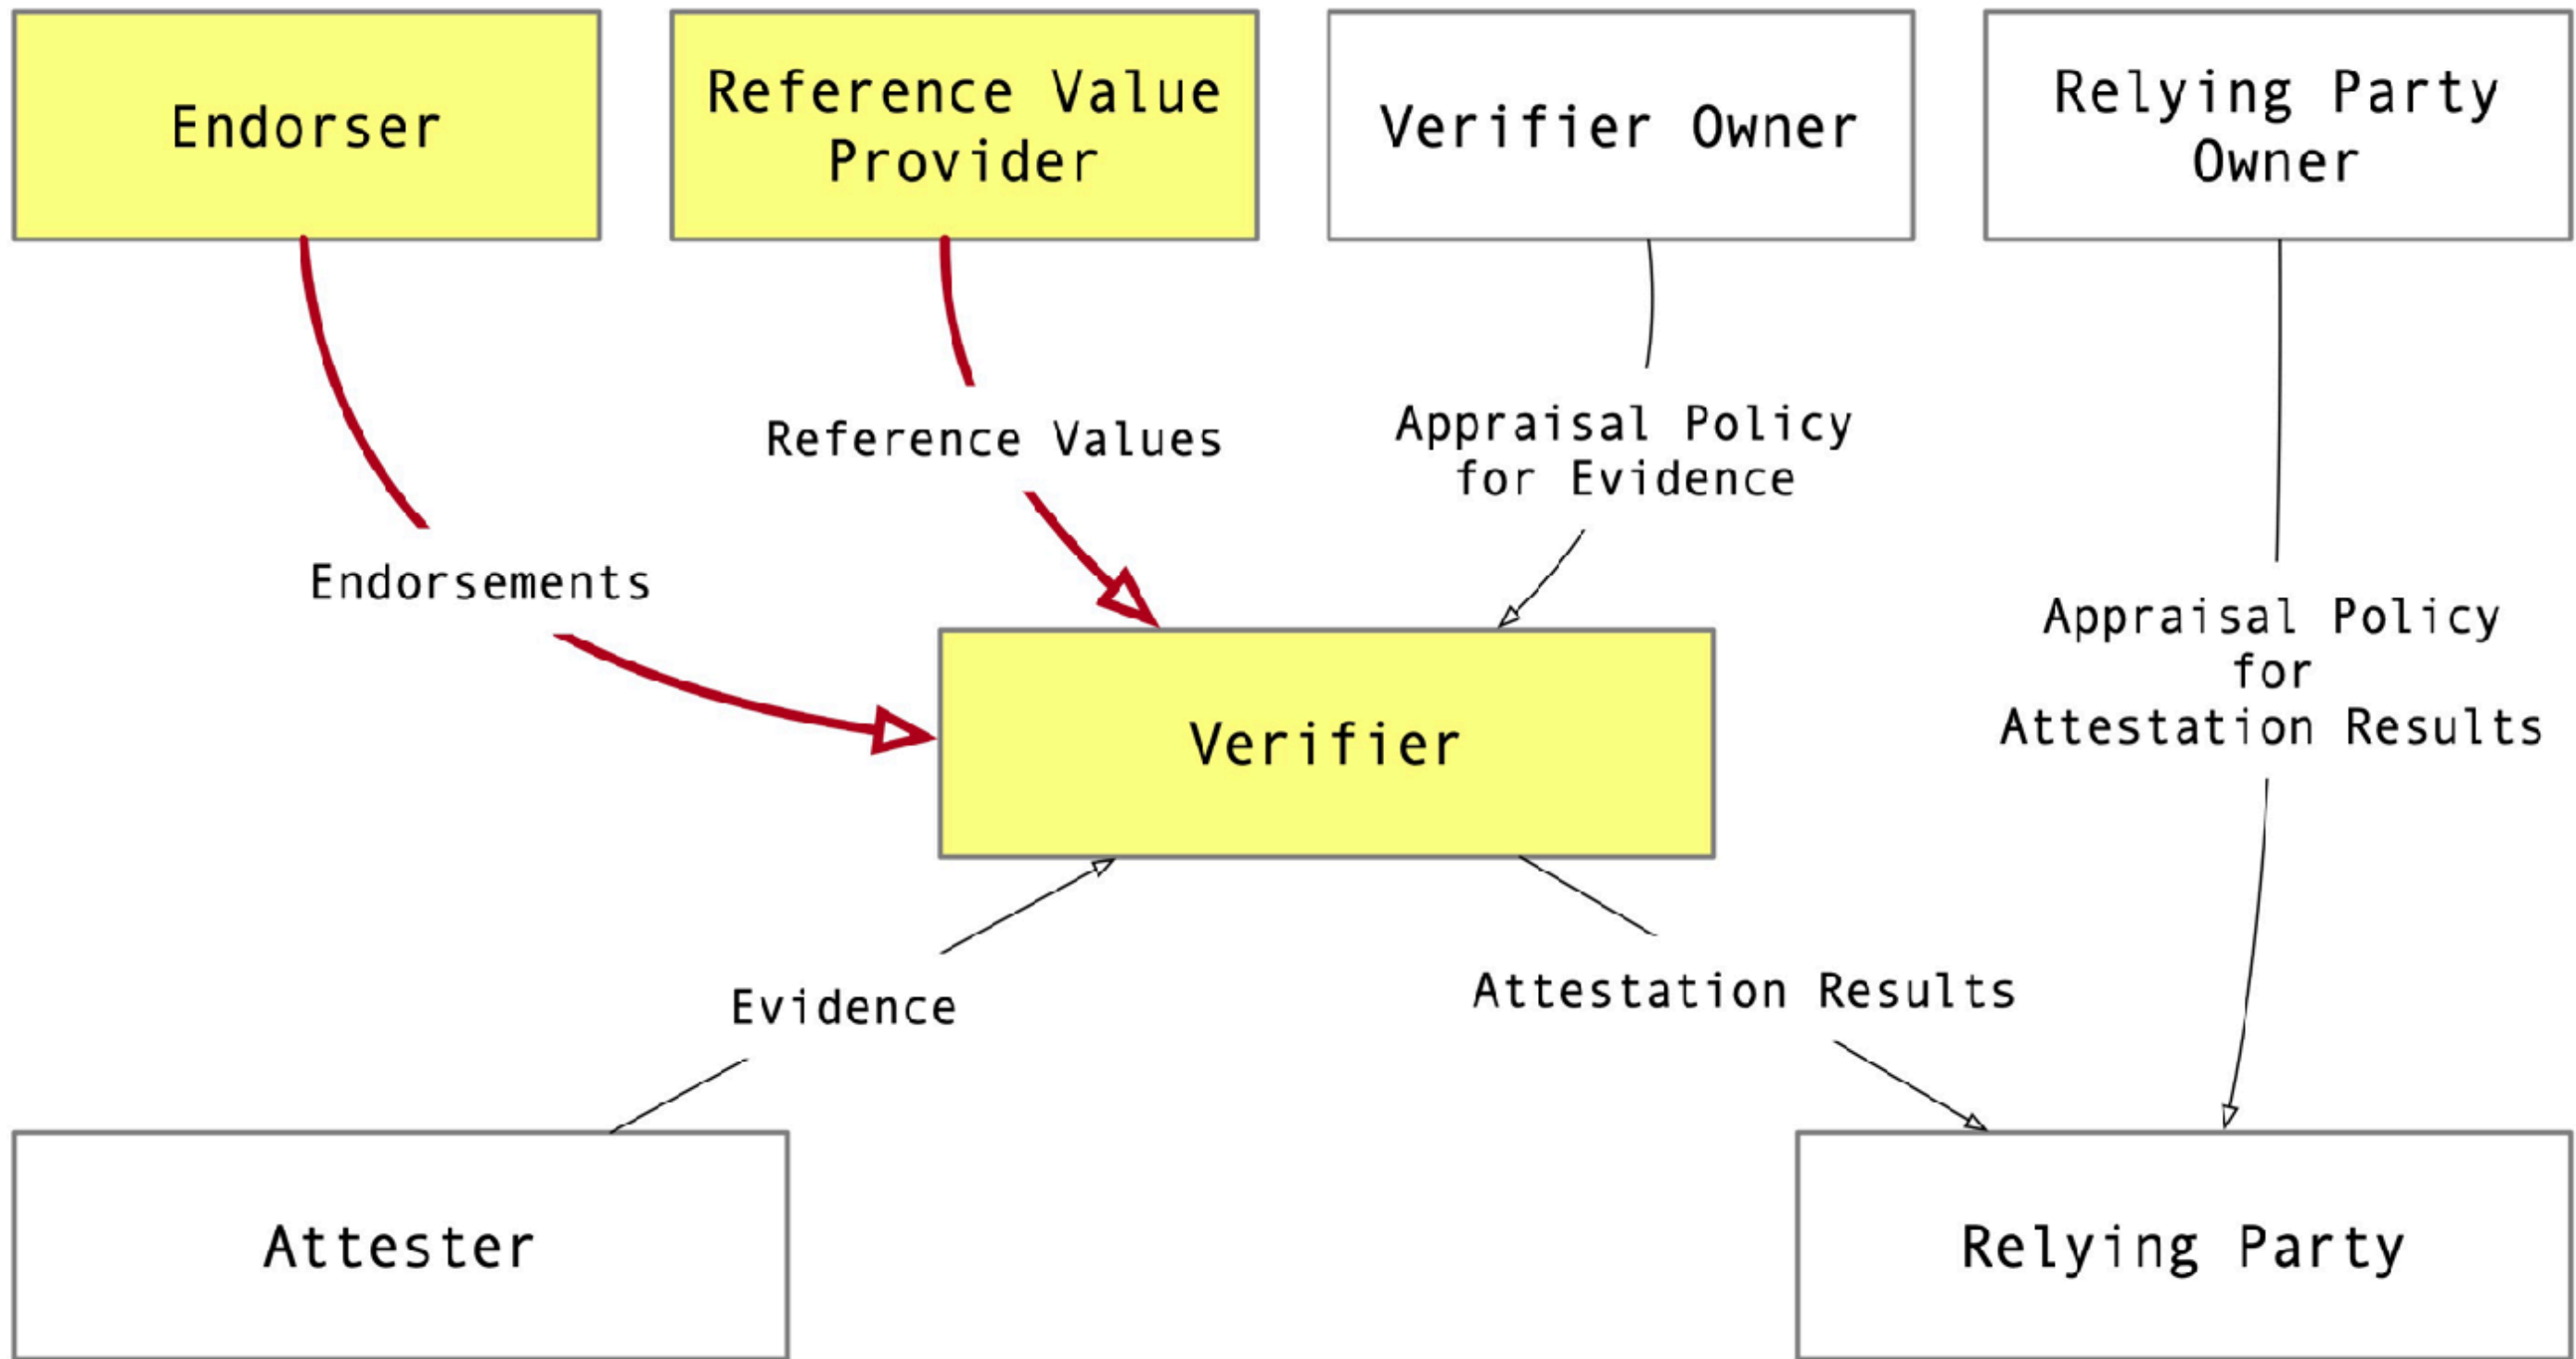 Endorser
Reference Value
Provider
Verifier Owner
Relying Party
Owner
Reference Values
Appraisal Policy
for Evidence
Endorsements
Appraisal Policy
for
Attestation Results
Verifier
Evidence
Attestation Results
Attester
Relying Party